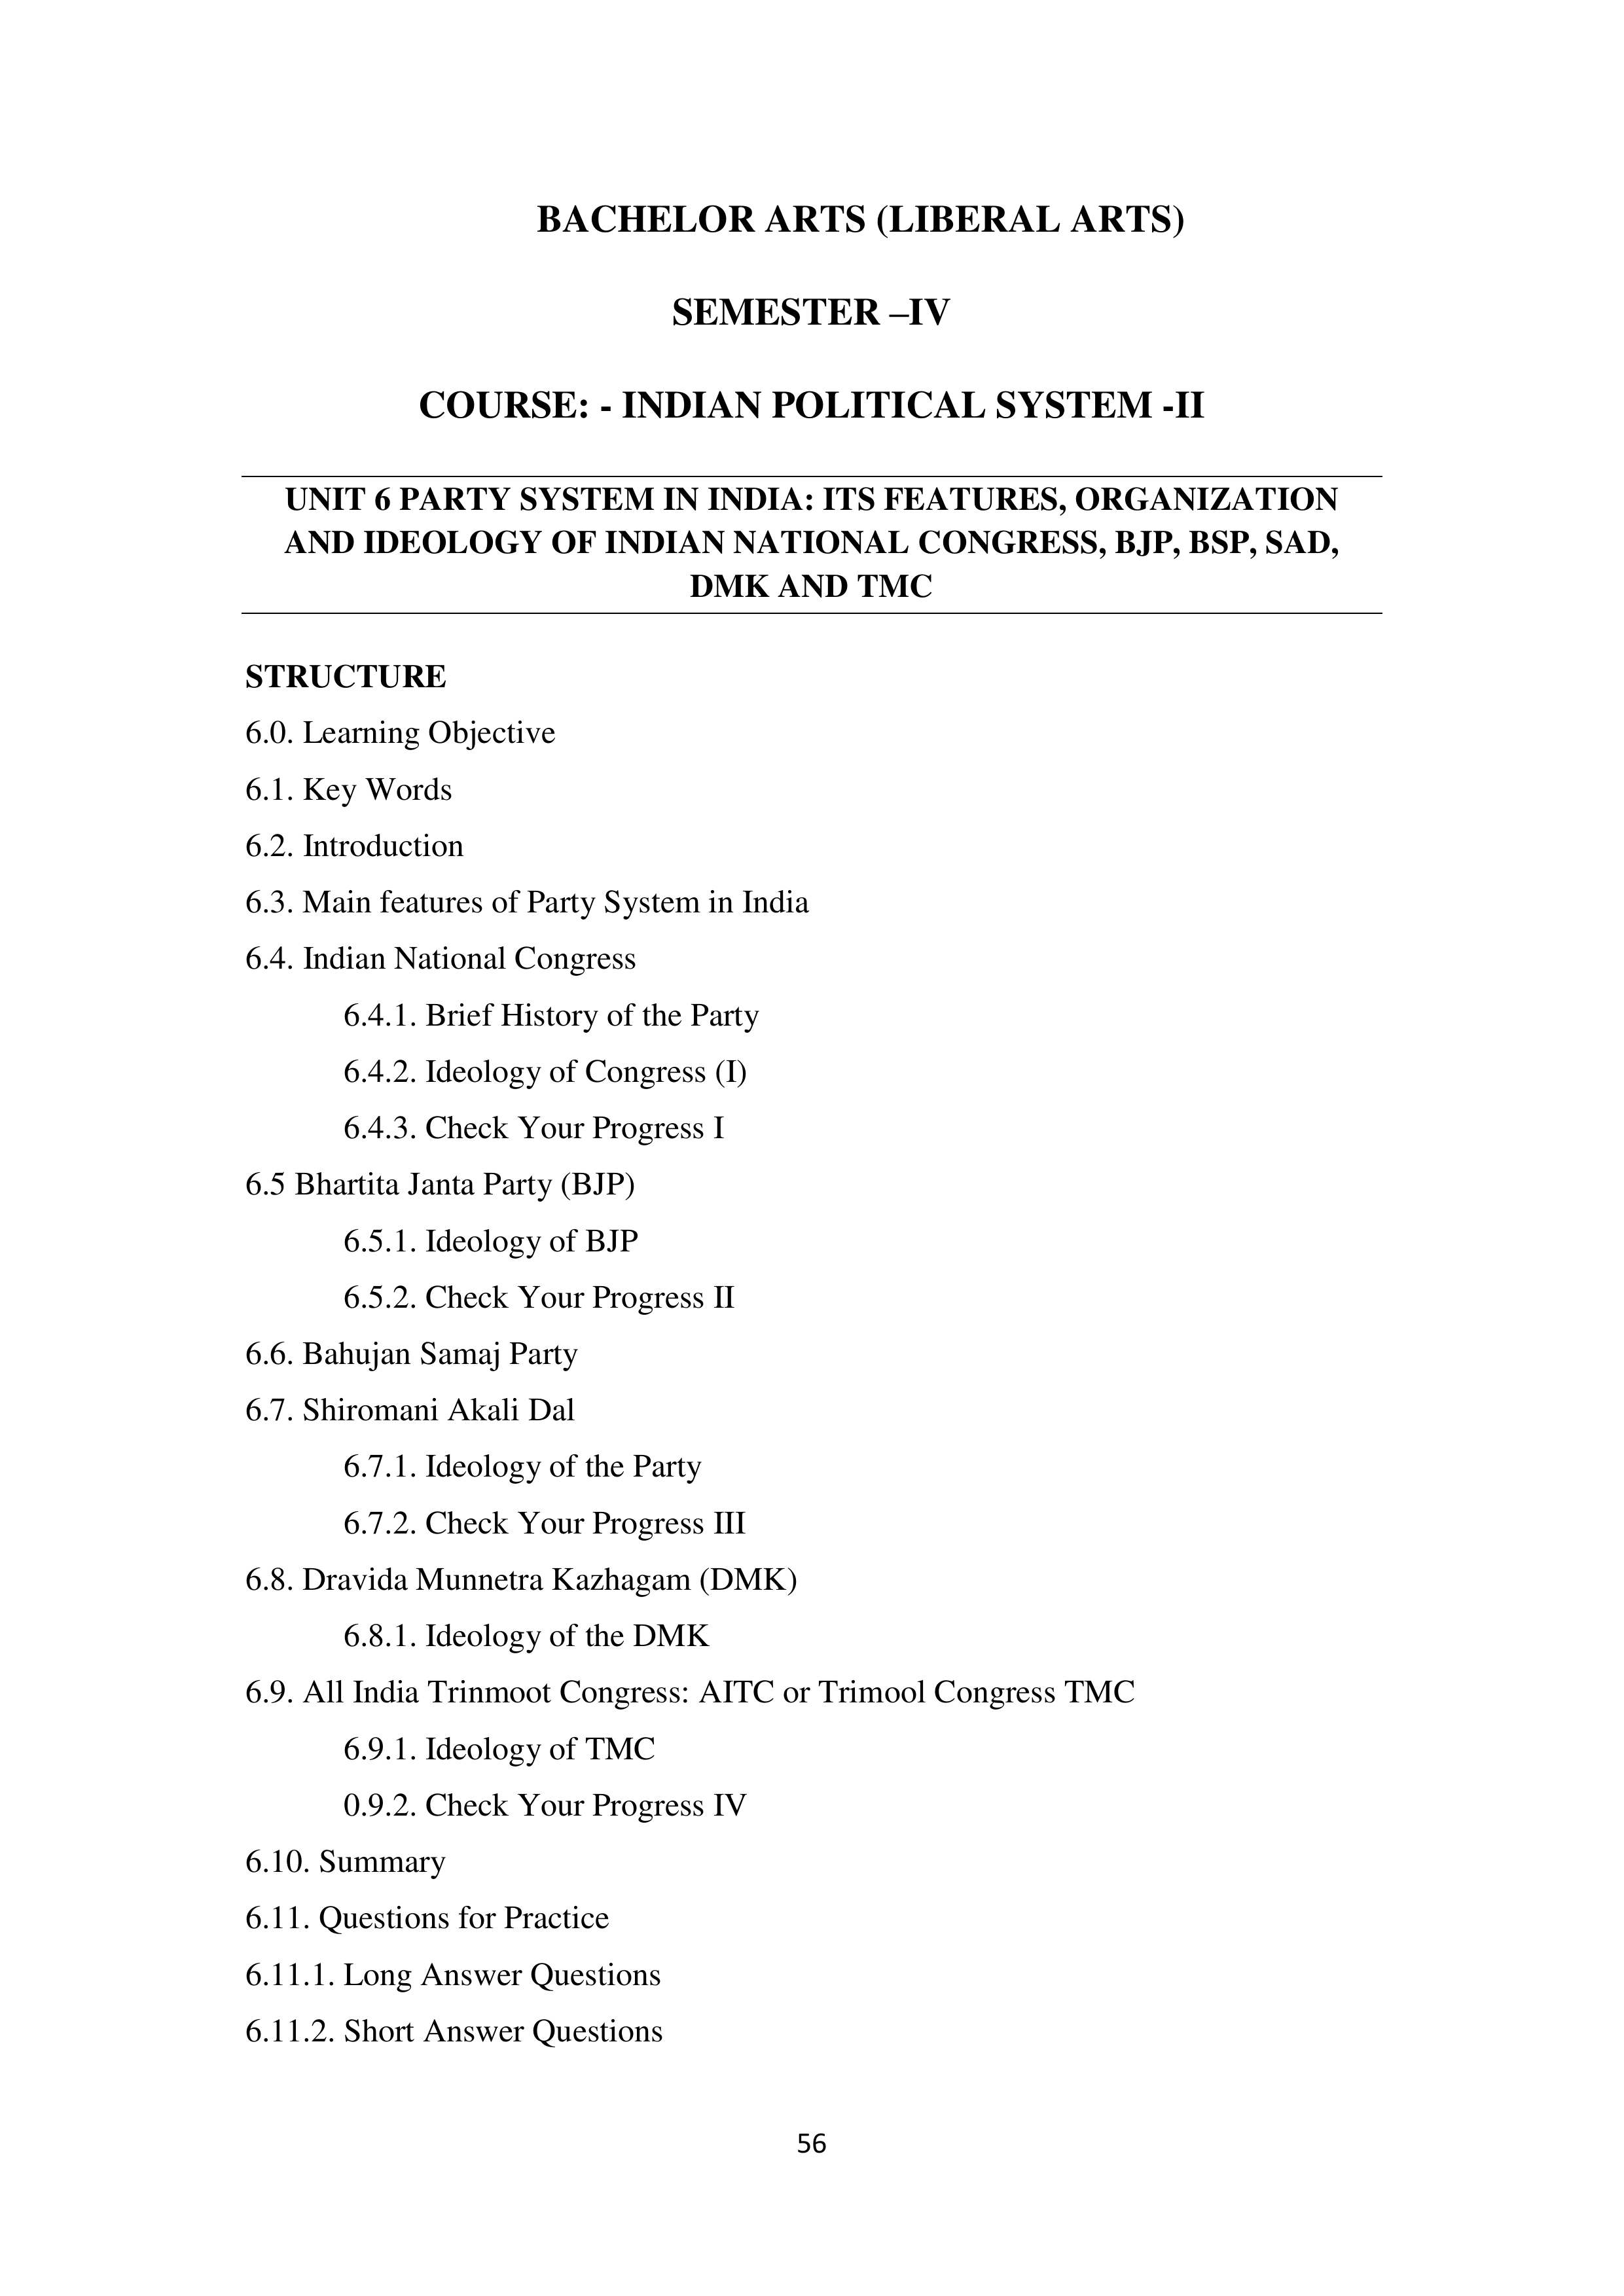 BACHELOR ARTS (LIBERAL ARTS)
SEMESTER –IV
COURSE: - INDIAN POLITICAL SYSTEM -II
UNIT 6 PARTY SYSTEM IN INDIA: ITS FEATURES, ORGANIZATION
AND IDEOLOGY OF INDIAN NATIONAL CONGRESS, BJP, BSP, SAD,
DMK AND TMC
STRUCTURE
6.0. Learning Objective
6.1. Key Words
6.2. Introduction
6.3. Main features of Party System in India
6.4. Indian National Congress
6.4.1. Brief History of the Party
6.4.2. Ideology of Congress (I)
6.4.3. Check Your Progress I
6.5 Bhartita Janta Party (BJP)
6.5.1. Ideology of BJP
6.5.2. Check Your Progress II
6.6. Bahujan Samaj Party
6.7. Shiromani Akali Dal
6.7.1. Ideology of the Party
6.7.2. Check Your Progress III
6.8. Dravida Munnetra Kazhagam (DMK)
6.8.1. Ideology of the DMK
6.9. All India Trinmoot Congress: AITC or Trimool Congress TMC
6.9.1. Ideology of TMC
0.9.2. Check Your Progress IV
6.10. Summary
6.11. Questions for Practice
6.11.1. Long Answer Questions
6.11.2. Short Answer Questions
56